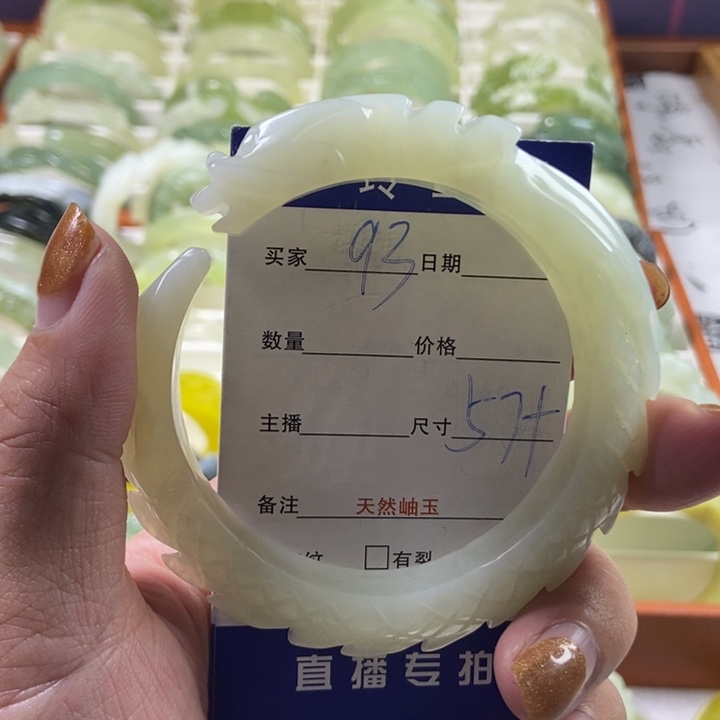 买家 93 日期
数量 价格
主播 尺寸 57+
备注 天然岫玉
纹 有裂
直播专拍